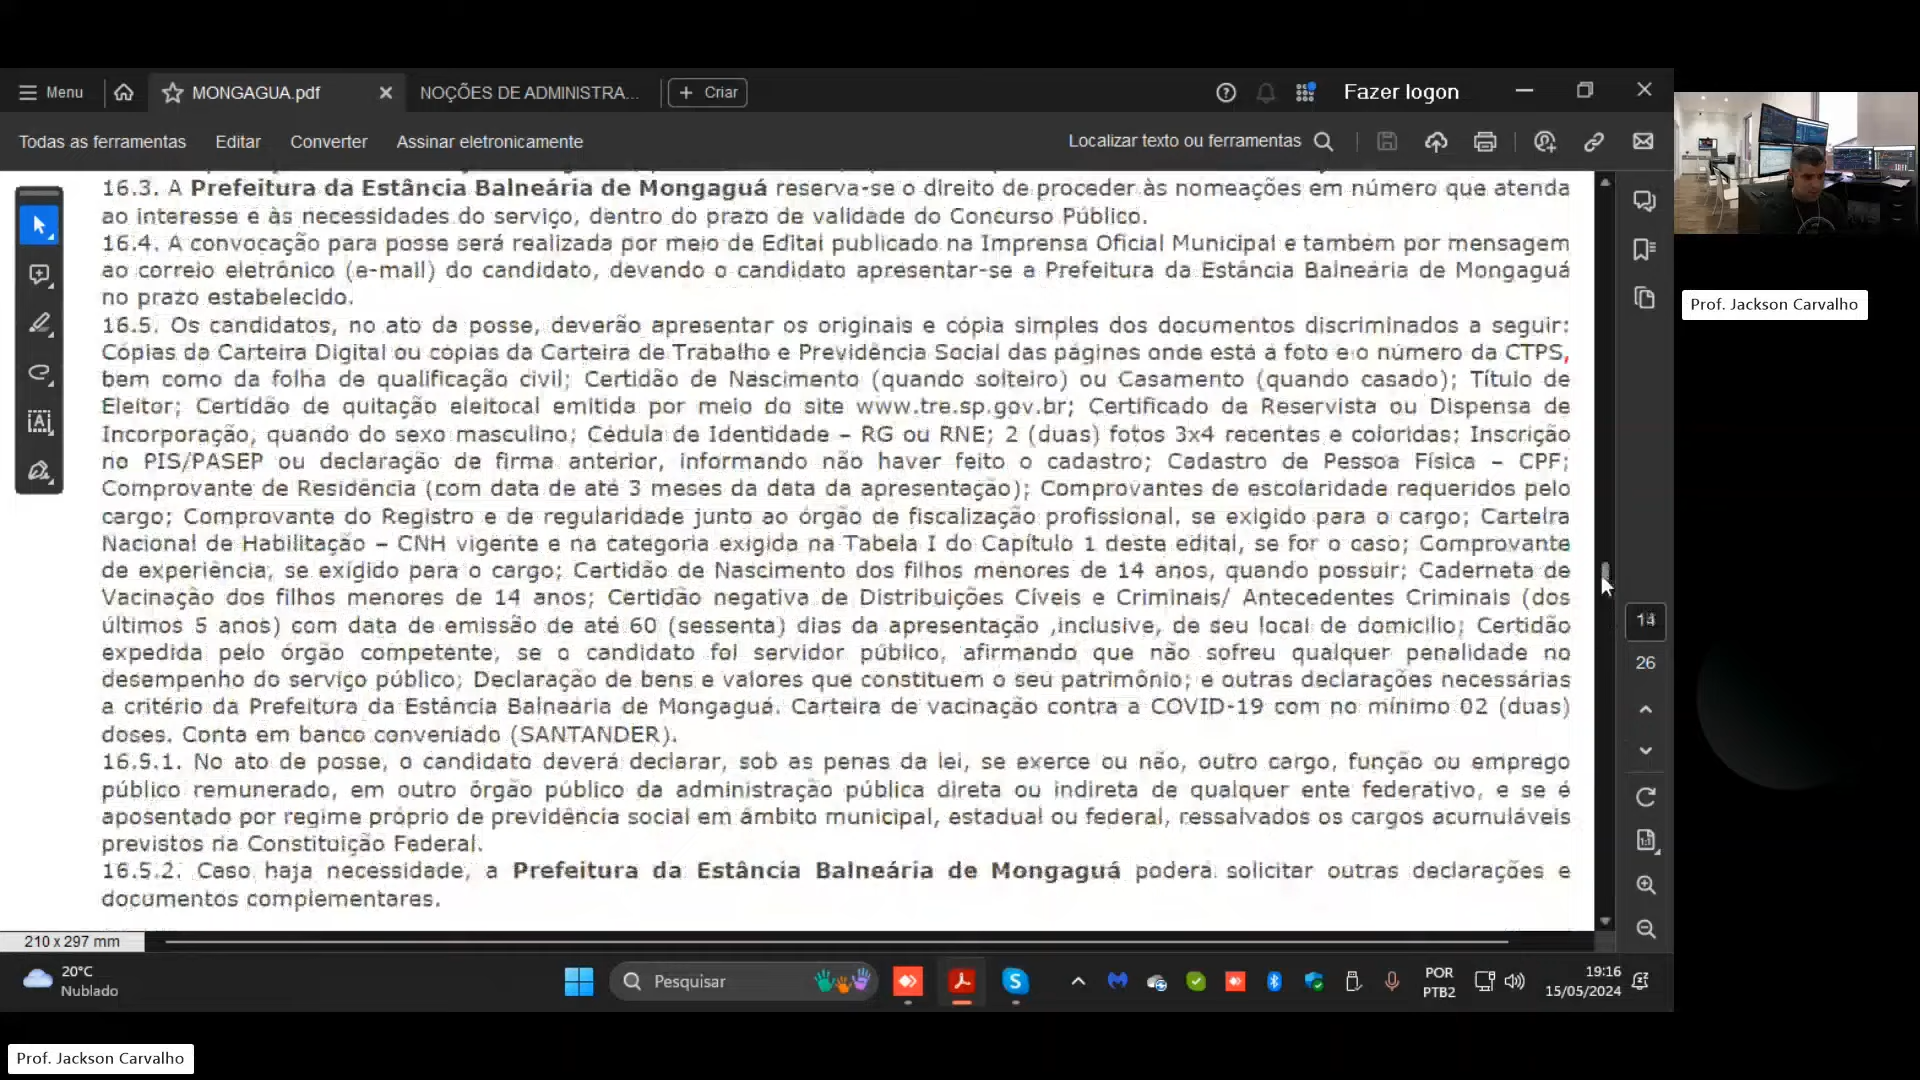 Menu
MONGAGUA.pdf
NOÇÕES DE ADMINISTRA...
+ Criar
Fazer logon
Todas as ferramentas
Editar
Converter
Assinar eletronicamente
Localizar texto ou ferramentas
16.3. A Prefeitura da Estância Balneária de Mongaguá reserva-se o direito de proceder às nomeações em número que atenda
ao interesse e às necessidades do serviço, dentro do prazo de validade do Concurso Público.
16.4. A convocação para posse será realizada por meio de Edital publicado na Imprensa Oficial Municipal e também por mensagem
ao correio eletrônico (e-mail) do candidato, devendo o candidato apresentar-se a Prefeitura da Estância Balneária de Mongaguá
no prazo estabelecido.
16.5. Os candidatos, no ato da posse, deverão apresentar os originais e cópia simples dos documentos discriminados a seguir:
Cópias da Carteira Digital ou cópias da Carteira de Trabalho e Previdência Social das páginas onde está a foto e o número da CTPS,
bem como da folha de qualificação civil; Certidão de Nascimento (quando solteiro) ou Casamento (quando casado); Título de
Eleitor; Certidão de quitação eleitoral emitida por meio do site www.tre.sp.gov.br; Certificado de Reservista ou Dispensa de
Incorporação, quando do sexo masculino; Cédula de Identidade – RG ou RNE; 2 (duas) fotos 3x4 recentes e coloridas; Inscrição
no PIS/PASEP ou declaração de firma anterior, informando não haver feito o cadastro; Cadastro de Pessoa Física – CPF;
Comprovante de Residência (com data de até 3 meses da data da apresentação); Comprovantes de escolaridade requeridos pelo
cargo; Comprovante do Registro e de regularidade junto ao órgão de fiscalização profissional, se exigido para o cargo; Carteira
Nacional de Habilitação – CNH vigente e na categoria exigida na Tabela I do Capítulo 1 deste edital, se for o caso; Comprovante
de experiência, se exigido para o cargo; Certidão de Nascimento dos filhos menores de 14 anos, quando possuir; Caderneta de
Vacinação dos filhos menores de 14 anos; Certidão negativa de Distribuições Cíveis e Criminais/ Antecedentes Criminais (dos
últimos 5 anos) com data de emissão de até 60 (sessenta) dias da apresentação ,inclusive, de seu local de domicílio; Certidão
expedida pelo órgão competente, se o candidato foi servidor público, afirmando que não sofreu qualquer penalidade no
desempenho do serviço público; Declaração de bens e valores que constituem o seu patrimônio; e outras declarações necessárias
a critério da Prefeitura da Estância Balneária de Mongaguá. Carteira de vacinação contra a COVID-19 com no mínimo 02 (duas)
doses. Conta em banco conveniado (SANTANDER).
16.5.1. No ato de posse, o candidato deverá declarar, sob as penas da lei, se exerce ou não, outro cargo, função ou emprego
público remunerado, em outro órgão público da administração pública direta ou indireta de qualquer ente federativo, e se é
aposentado por regime próprio de previdência social em âmbito municipal, estadual ou federal, ressalvados os cargos acumuláveis
previstos na Constituição Federal.
16.5.2. Caso haja necessidade, a Prefeitura da Estância Balneária de Mongaguá poderá solicitar outras declarações e
documentos complementares.
26
210 x 297 mm
20°C
Nublado
Pesquisar
POR
PTB2
19:16
15/05/2024
Prof. Jackson Carvalho
Prof. Jackson Carvalho